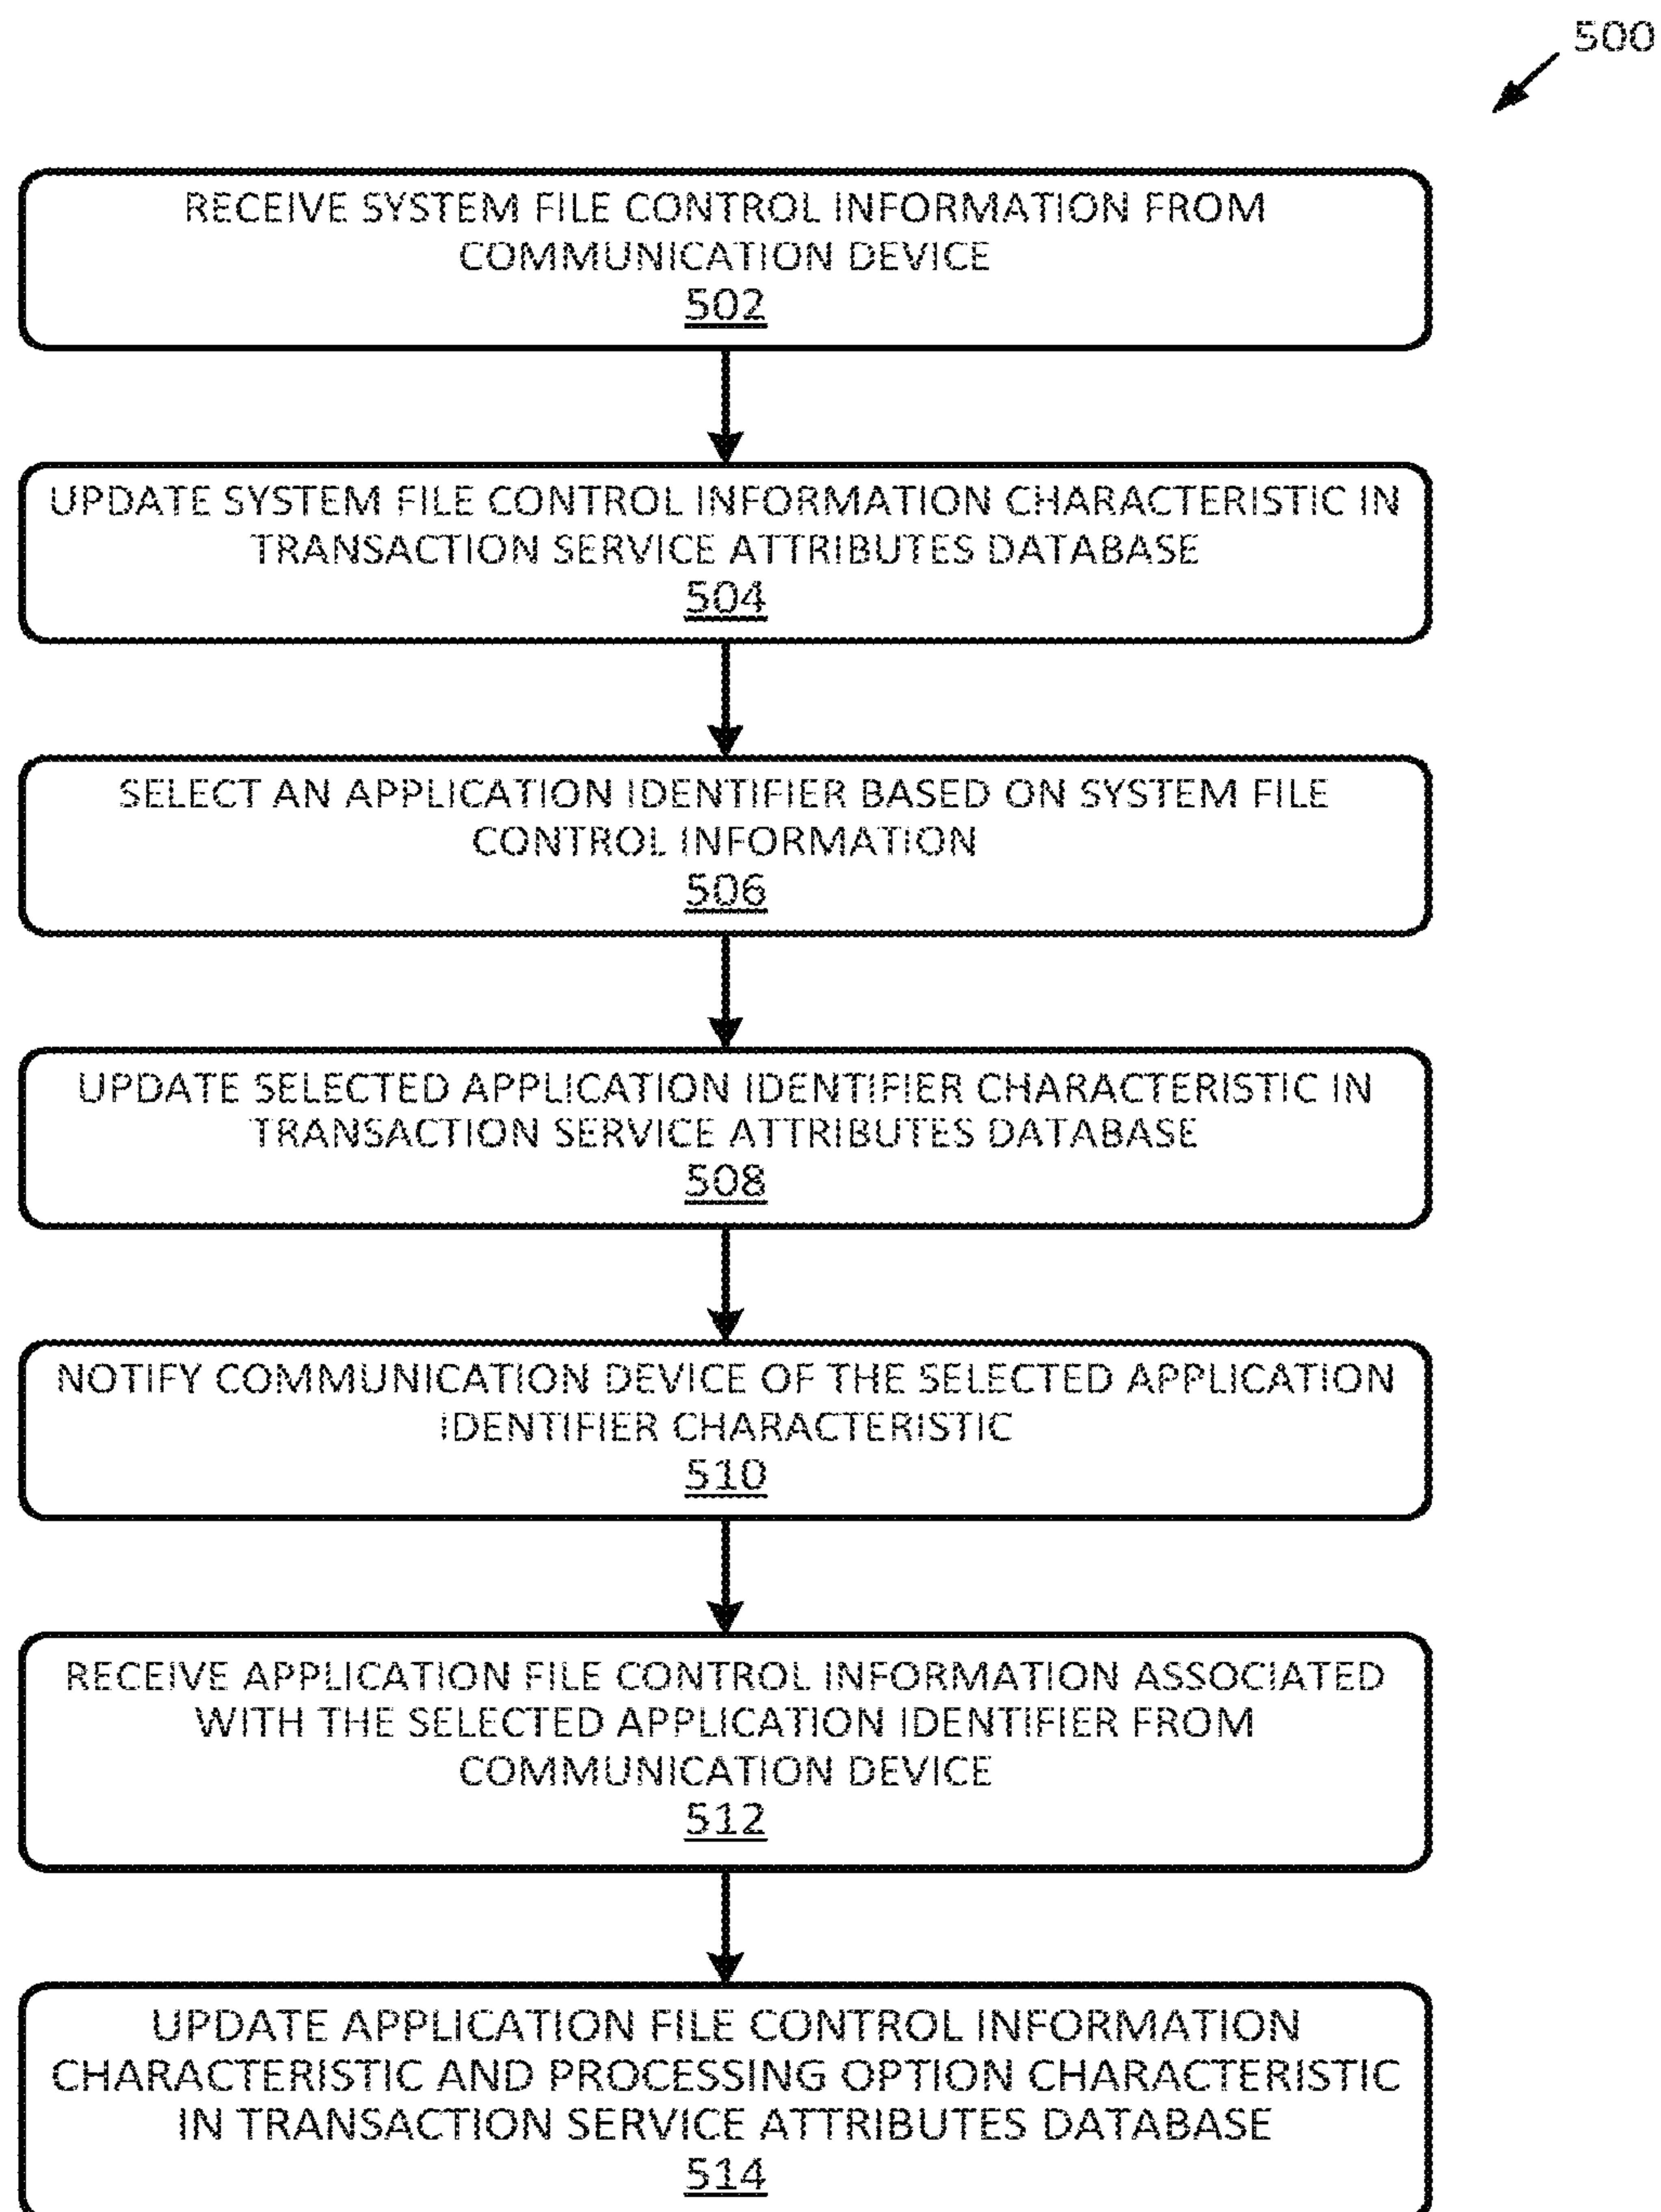 500
RECEIVE SYSTEM FILE CONTROL INFORMATION FROM
COMMUNICATION DEVICE
502
UPDATE SYSTEM FILE CONTROL INFORMATION CHARACTERISTIC IN
TRANSACTION SERVICE ATTRIBUTES DATABASE
504
SELECT AN APPLICATION IDENTIFIER BASED ON SYSTEM FILE
CONTROL INFORMATION
506
UPDATE SELECTED APPLICATION IDENTIFIER CHARACTERISTIC IN
TRANSACTION SERVICE ATTRIBUTES DATABASE
508
NOTIFY COMMUNICATION DEVICE OF THE SELECTED APPLICATION
IDENTIFIER CHARACTERISTIC
510
RECEIVE APPLICATION FILE CONTROL INFORMATION ASSOCIATED
WITH THE SELECTED APPLICATION IDENTIFIER FROM
COMMUNICATION DEVICE
512
UPDATE APPLICATION FILE CONTROL INFORMATION
CHARACTERISTIC AND PROCESSING OPTION CHARACTERISTIC
IN TRANSACTION SERVICE ATTRIBUTES DATABASE
514